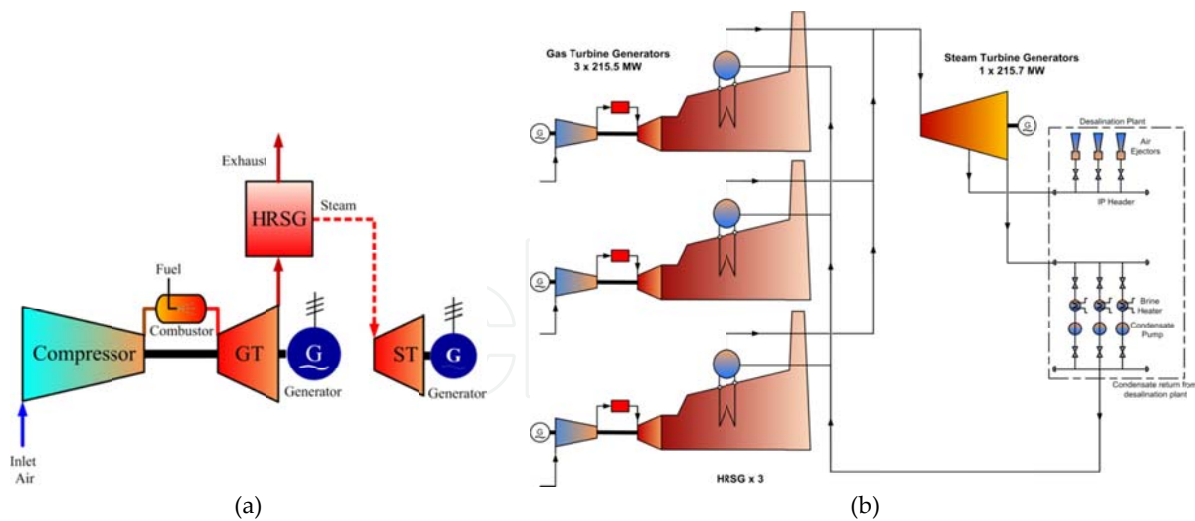 Exhaust
HRSG
Steam
Fuel
Combustor
Compressor
GT
G
Generator
ST
G
Generator
Inlet
Air
(a)
Gas Turbine Generators
3 x 215.5 MW
G
G
G
HRSG x 3
Steam Turbine Generators
1 x 215.7 MW
G
Desalination Plant
Air
Ejectors
IP Header
Brine
Heater
Condensate
Pump
Condensate return from
desalination plant
(b)